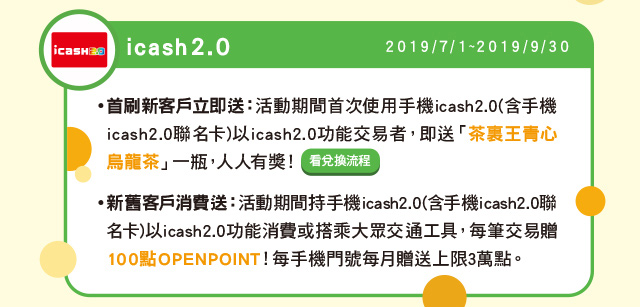 icash2.0
icash2.0
2019/7/1~2019/9/30
•首刷新客戶立即送：活動期間首次使用手機icash2.0(含手機
icash2.0聯名卡)以icash2.0功能交易者，即送「茶裏王青心
烏龍茶」一瓶，人人有獎！ 看兌換流程
•新舊客戶消費送：活動期間持手機icash2.0(含手機icash2.0聯
名卡)以icash2.0功能消費或搭乘大眾交通工具，每筆交易贈
100點OPENPOINT！每手機門號每月贈送上限3萬點。